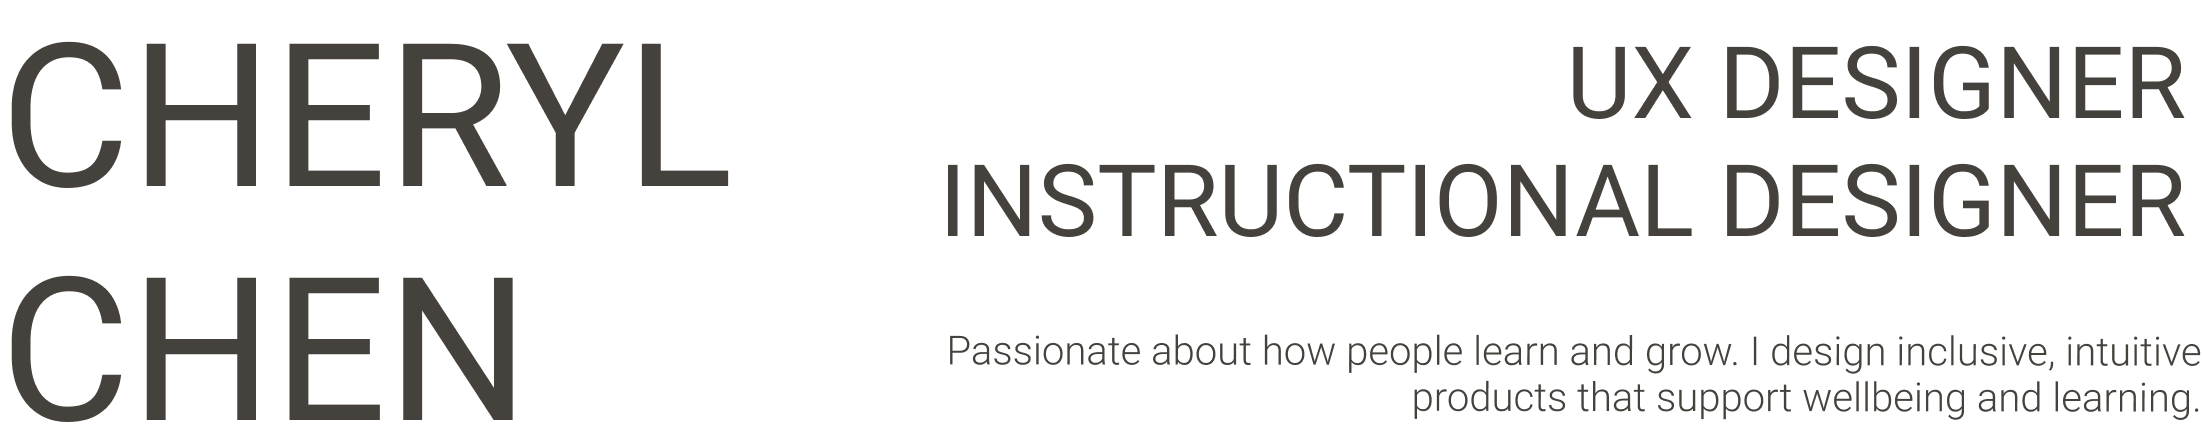 CHERYL
CHEN
UX DESIGNER
INSTRUCTIONAL DESIGNER
Passionate about how people learn and grow. I design inclusive, intuitive
products that support wellbeing and learning.